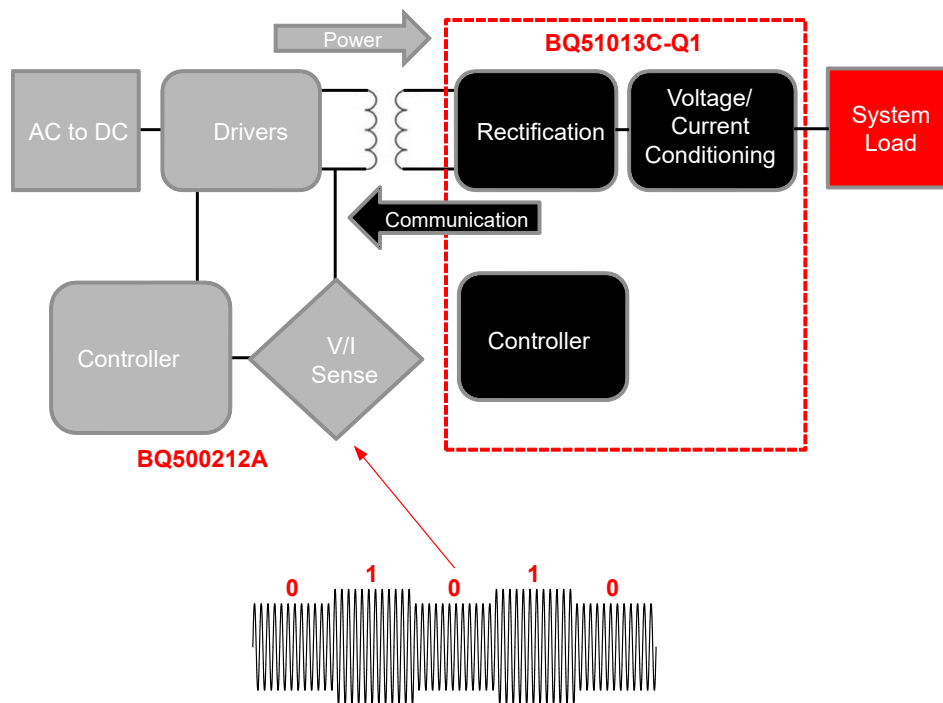 Power
BQ51013C-Q1
AC to DC
Drivers
Rectification
Voltage/
Current
Conditioning
System
Load
Communication
Controller
V/I
Sense
Controller
BQ500212A
0
1
0
1
0